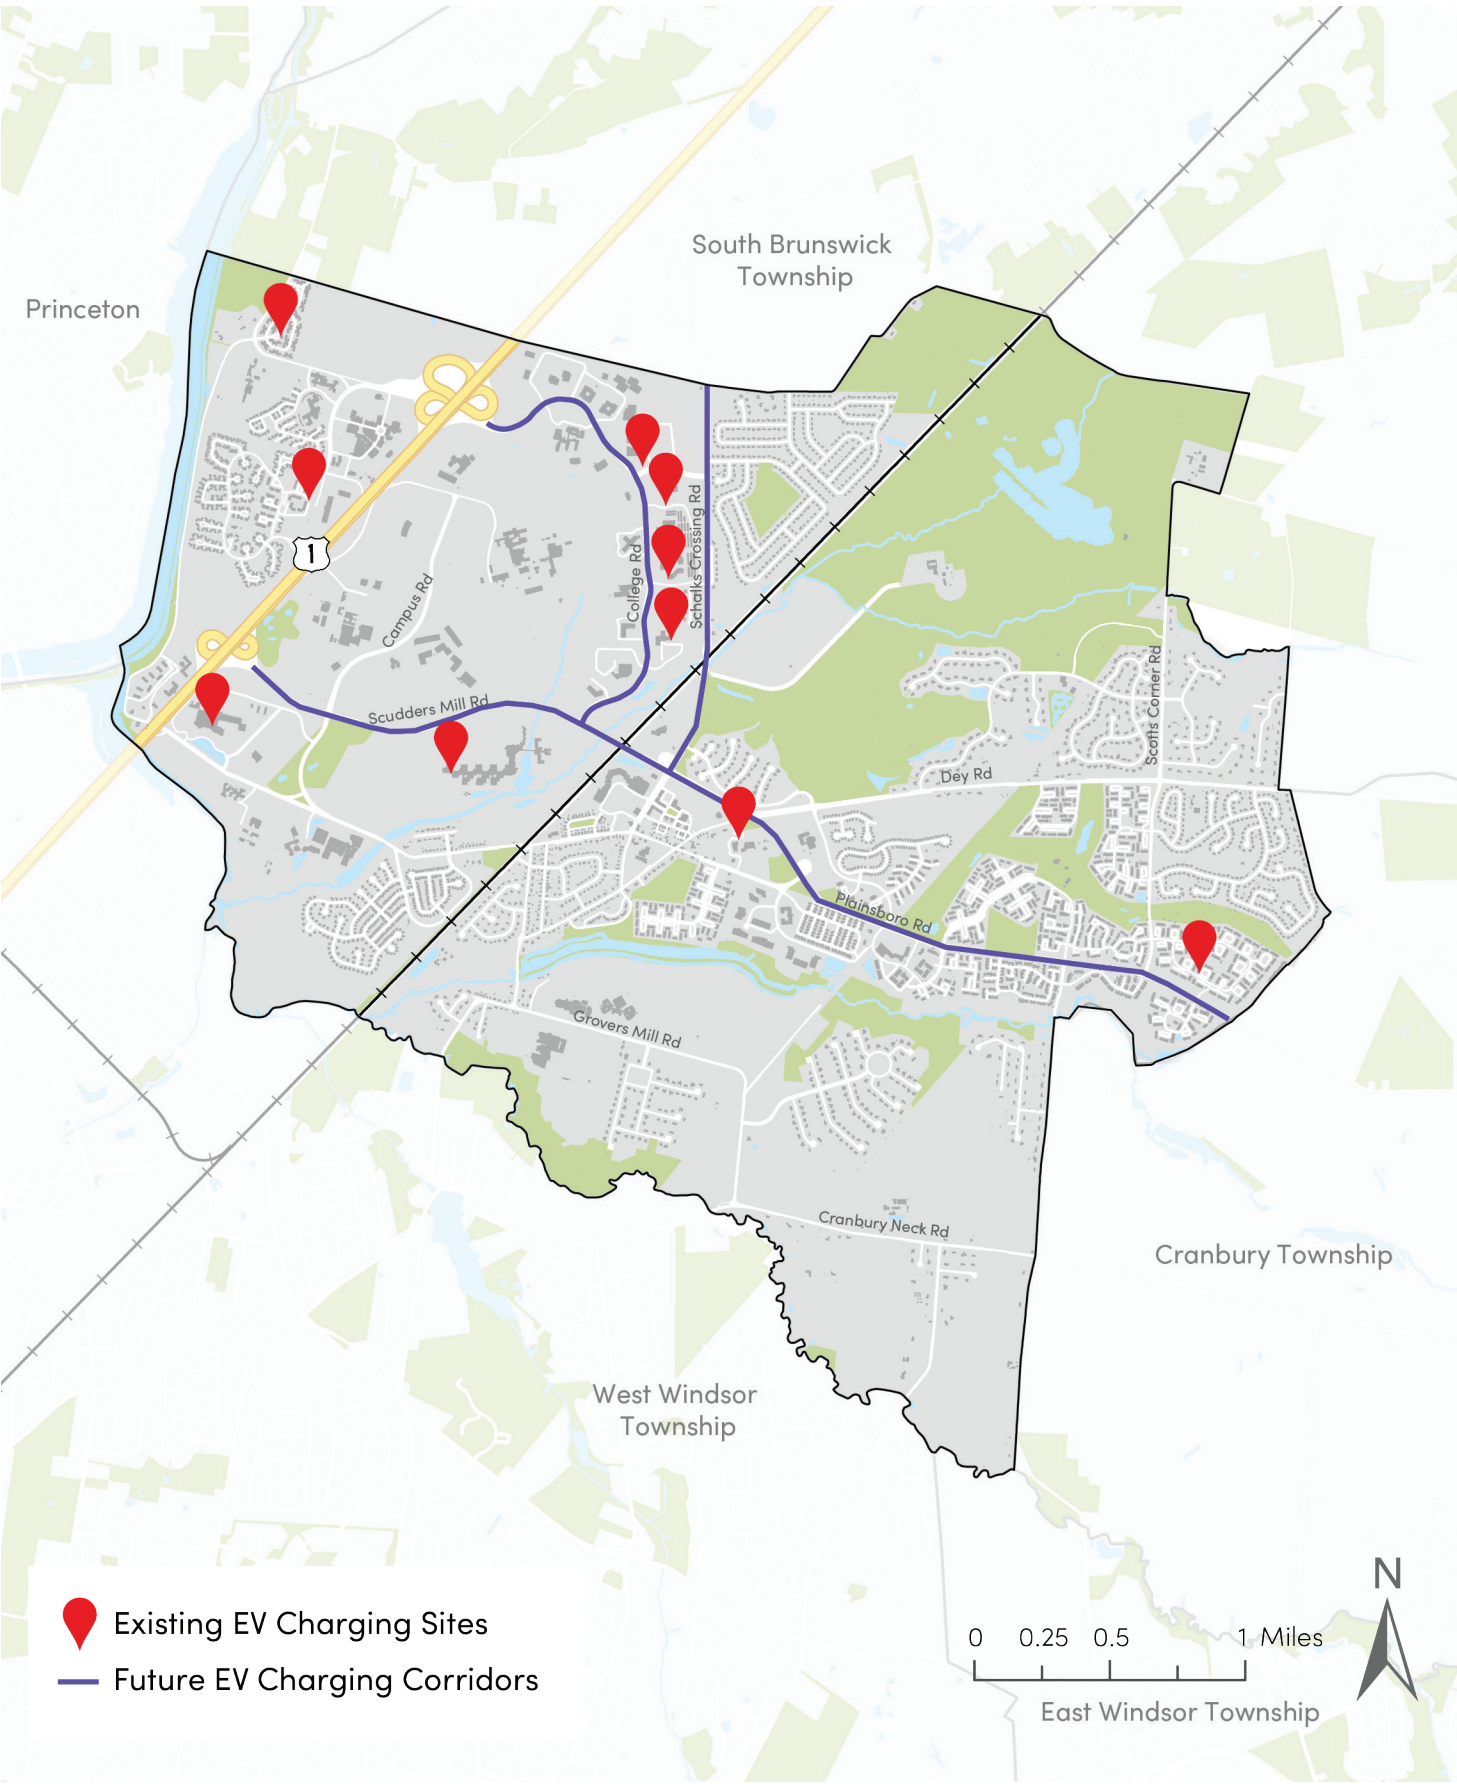 South Brunswick
Township
Princeton
1
College Rd
Schalks Crossing Rd
Campus Rd
Scudders Mill Rd
Scotts Corner Rd
Dey Rd
Plainsboro Rd
Grovers Mill Rd
Cranbury Neck Rd
Cranbury Township
West Windsor
Township
Existing EV Charging Sites
Future EV Charging Corridors
N
0 0.25 0.5 1 Miles
East Windsor Township